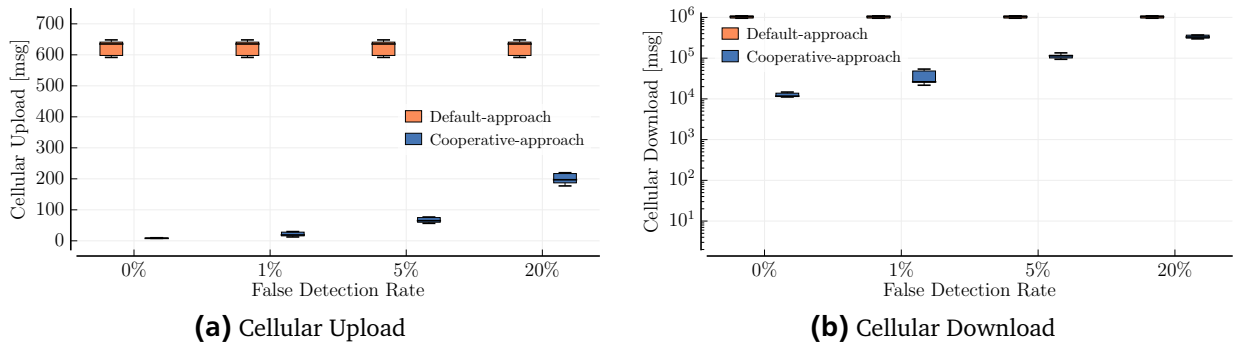 Cellular Upload [msg]
700
600
500
400
300
200
100
0
Default-approach
Cooperative-approach
0% 1% 5% 20%
False Detection Rate
(a) Cellular Upload
Cellular Download [msg]
10^6
10^5
10^4
10^3
10^2
10^1
Default-approach
Cooperative-approach
0% 1% 5% 20%
False Detection Rate
(b) Cellular Download